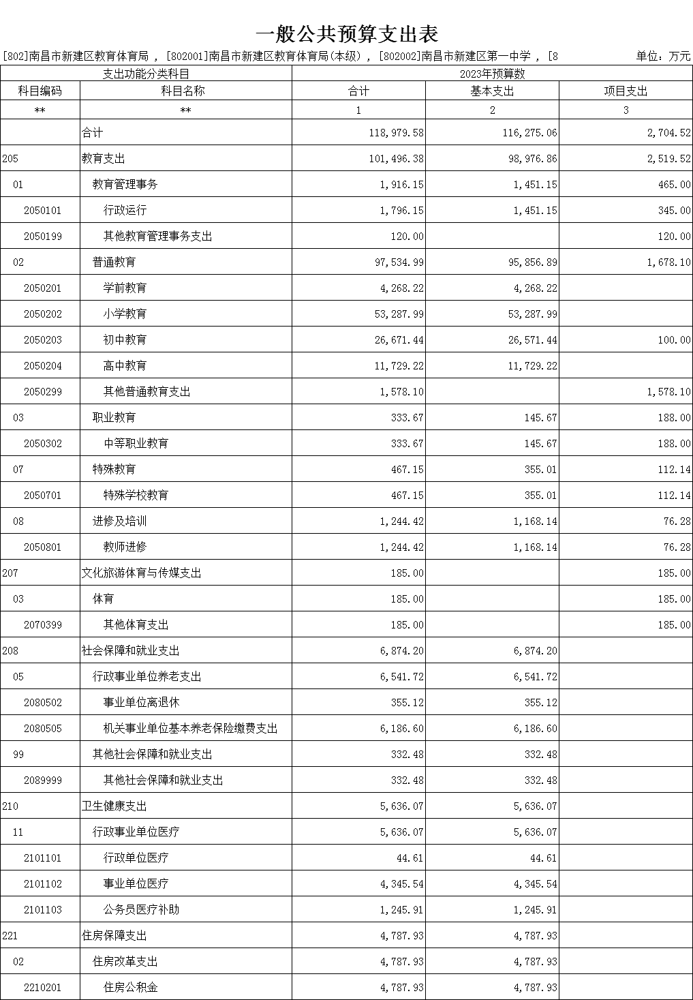 一般公共预算支出表
[802]南昌市新建区教育体育局 , [802001]南昌市新建区教育体育局(本级) , [802002]南昌市新建区第一中学 , [8 单位：万元
支出功能分类科目 2023年预算数
科目编码 科目名称 合计 基本支出 项目支出
** ** 1 2 3
合计 118,979.58 116,275.06 2,704.52
205 教育支出 101,496.38 98,976.86 2,519.52
01 教育管理事务 1,916.15 1,451.15 465.00
2050101 行政运行 1,796.15 1,451.15 345.00
2050199 其他教育管理事务支出 120.00 120.00
02 普通教育 97,534.99 95,856.89 1,678.10
2050201 学前教育 4,268.22 4,268.22
2050202 小学教育 53,287.99 53,287.99
2050203 初中教育 26,671.44 26,571.44 100.00
2050204 高中教育 11,729.22 11,729.22
2050299 其他普通教育支出 1,578.10 1,578.10
03 职业教育 333.67 145.67 188.00
2050302 中等职业教育 333.67 145.67 188.00
07 特殊教育 467.15 355.01 112.14
2050701 特殊学校教育 467.15 355.01 112.14
08 进修及培训 1,244.42 1,168.14 76.28
2050801 教师进修 1,244.42 1,168.14 76.28
207 文化旅游体育与传媒支出 185.00 185.00
03 体育 185.00 185.00
2070399 其他体育支出 185.00 185.00
208 社会保障和就业支出 6,874.20 6,874.20
05 行政事业单位养老支出 6,541.72 6,541.72
2080502 事业单位离退休 355.12 355.12
2080505 机关事业单位基本养老保险缴费支出 6,186.60 6,186.60
99 其他社会保障和就业支出 332.48 332.48
2089999 其他社会保障和就业支出 332.48 332.48
210 卫生健康支出 5,636.07 5,636.07
11 行政事业单位医疗 5,636.07 5,636.07
2101101 行政单位医疗 44.61 44.61
2101102 事业单位医疗 4,345.54 4,345.54
2101103 公务员医疗补助 1,245.91 1,245.91
221 住房保障支出 4,787.93 4,787.93
02 住房改革支出 4,787.93 4,787.93
2210201 住房公积金 4,787.93 4,787.93